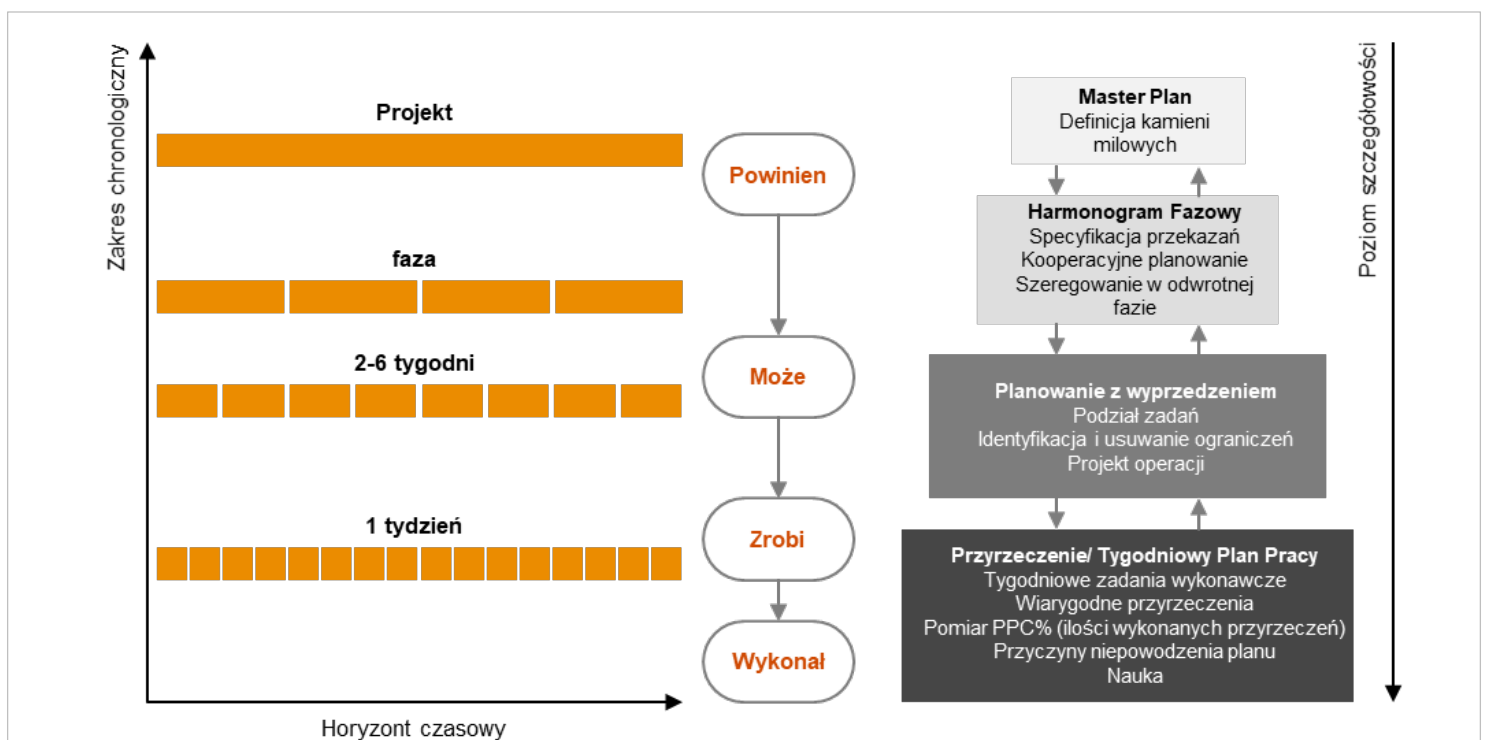 Zakres chronologiczny
Projekt
faza
2-6 tygodni
1 tydzień
Horyzont czasowy
Powinien
Może
Zrobi
Wykonał
Master Plan
Definicja kamieni
milowych
Harmonogram Fazowy
Specyfikacja przekazań
Kooperacyjne planowanie
Szeregowanie w odwrotnej
fazie
Planowanie z wyprzedzeniem
Podział zadań
Identyfikacja i usuwanie ograniczeń
Projekt operacji
Przyrzeczenie/ Tygodniowy Plan Pracy
Tygodniowe zadania wykonawcze
Wiarygodne przyrzeczenia
Pomiar PPC% (ilości wykonanych przyrzeczeń)
Przyczyny niepowodzenia planu
Nauka
Poziom szczegółowości